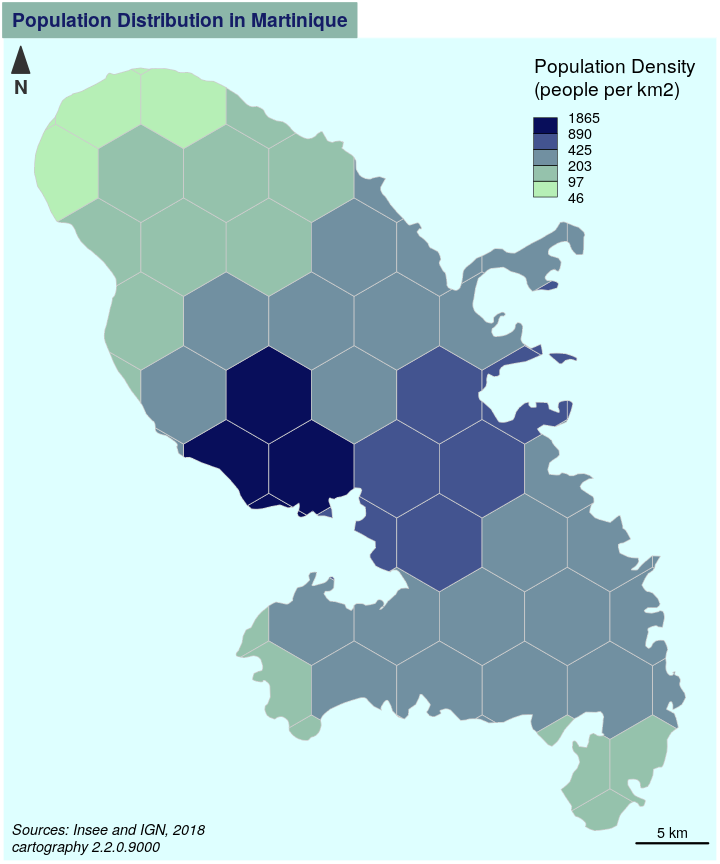 Population Distribution in Martinique
N
Population Density
(people per km2)
1865
890
425
203
97
46
Sources: Insee and IGN, 2018
cartography 2.2.0.9000
5 km